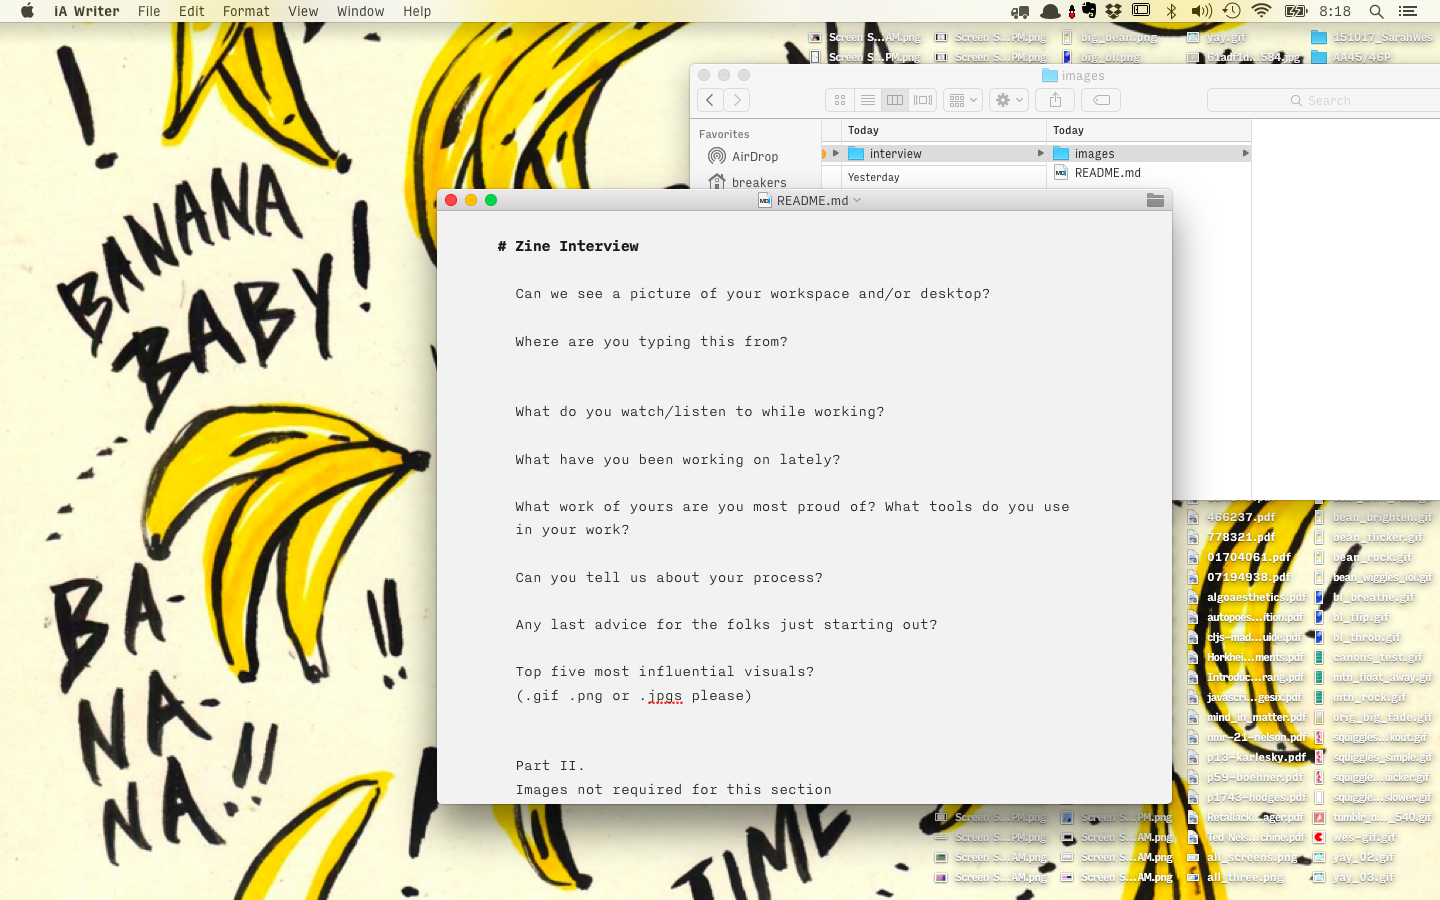 iA Writer File Edit Format View Window Help
8:18
Screen S...AM.png Screen S...PM.png big_bean.png yay.gif 151017_SarahWes
Screen S...PM.png Screen S...PM.png big_bl.png 61adf1d...584.jpg AA45/46P
images
Search
Favorites
AirDrop
breakers
Today
interview
Yesterday
Today
images
README.md
README.md
# Zine Interview
Can we see a picture of your workspace and/or desktop?
Where are you typing this from?
What do you watch/listen to while working?
What have you been working on lately?
What work of yours are you most proud of? What tools do you use
in your work?
Can you tell us about your process?
Any last advice for the folks just starting out?
Top five most influential visuals?
(.gif .png or .jpgs please)
Part II.
Images not required for this section
BANANA
BABY!
BA-
NA-
NA..!!
TIME
466237.pdf bean_brighten.gif
778321.pdf bean_flicker.gif
01704061.pdf bean_rock.gif
07194938.pdf bean_wiggles_lol.gif
algoaesthetics.pdf bl_breathe.gif
autopoes...ition.pdf bl_flip.gif
cljs-mad...uide.pdf bl_throb.gif
Horkhei...ments.pdf canons_test.gif
Introduc...rang.pdf mtn_float_away.gif
javascri...gesix.pdf mtn_rock.gif
mind_in_matter.pdf orig_big_fade.gif
nmr-21-nelson.pdf squiggles...kout.gif
p13-karlesky.pdf squiggles_simple.gif
p59-boehner.pdf squiggle...uicker.gif
p1743-hodges.pdf squiggle...slower.gif
Screen S...PM.png Screen S...PM.png Retailack...ager.pdf tumblr_n..._540.gif
Screen S...PM.png Screen S...AM.png Ted Nels...chine.pdf wes-gif.gif
Screen S...AM.png Screen S...AM.png all_screens.png yay_02.gif
Screen S...AM.png Screen S...AM.png all_three.png yay_03.gif